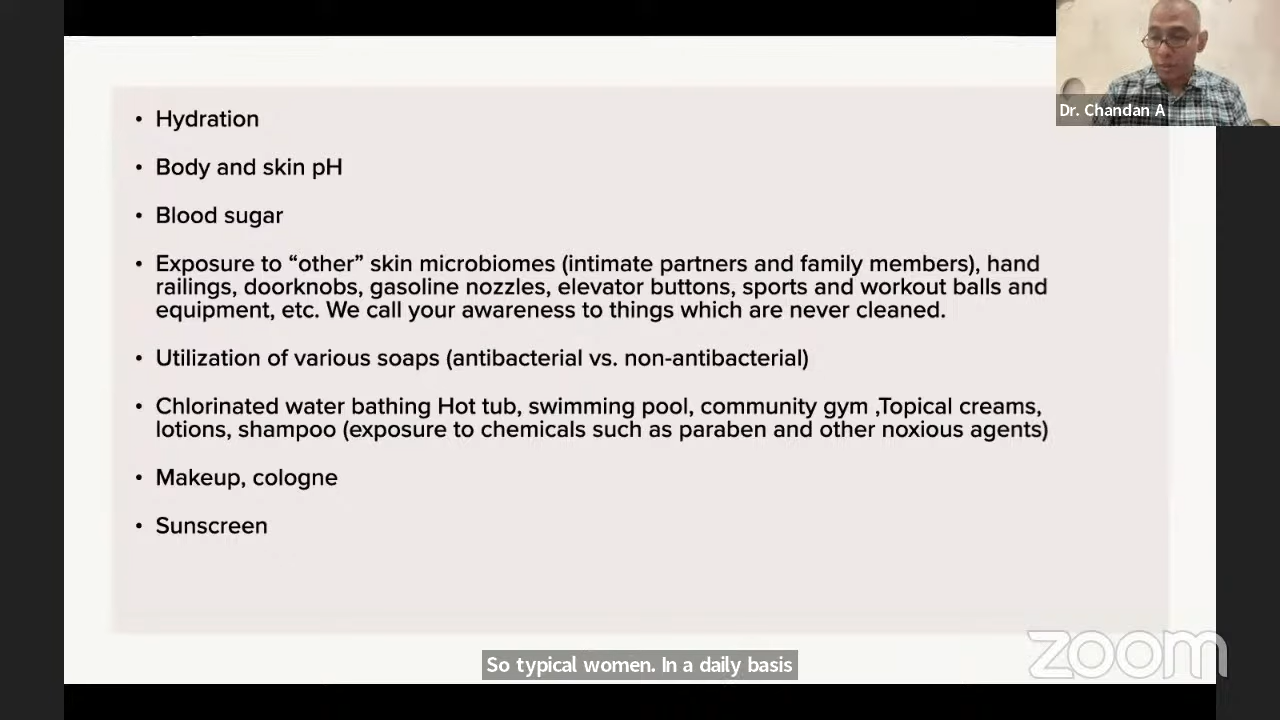 Dr. Chandan A
• Hydration
• Body and skin pH
• Blood sugar
• Exposure to “other” skin microbiomes (intimate partners and family members), hand
railings, doorknobs, gasoline nozzles, elevator buttons, sports and workout balls and
equipment, etc. We call your awareness to things which are never cleaned.
• Utilization of various soaps (antibacterial vs. non-antibacterial)
• Chlorinated water bathing Hot tub, swimming pool, community gym ,Topical creams,
lotions, shampoo (exposure to chemicals such as paraben and other noxious agents)
• Makeup, cologne
• Sunscreen
zoom
So typical women. In a daily basis